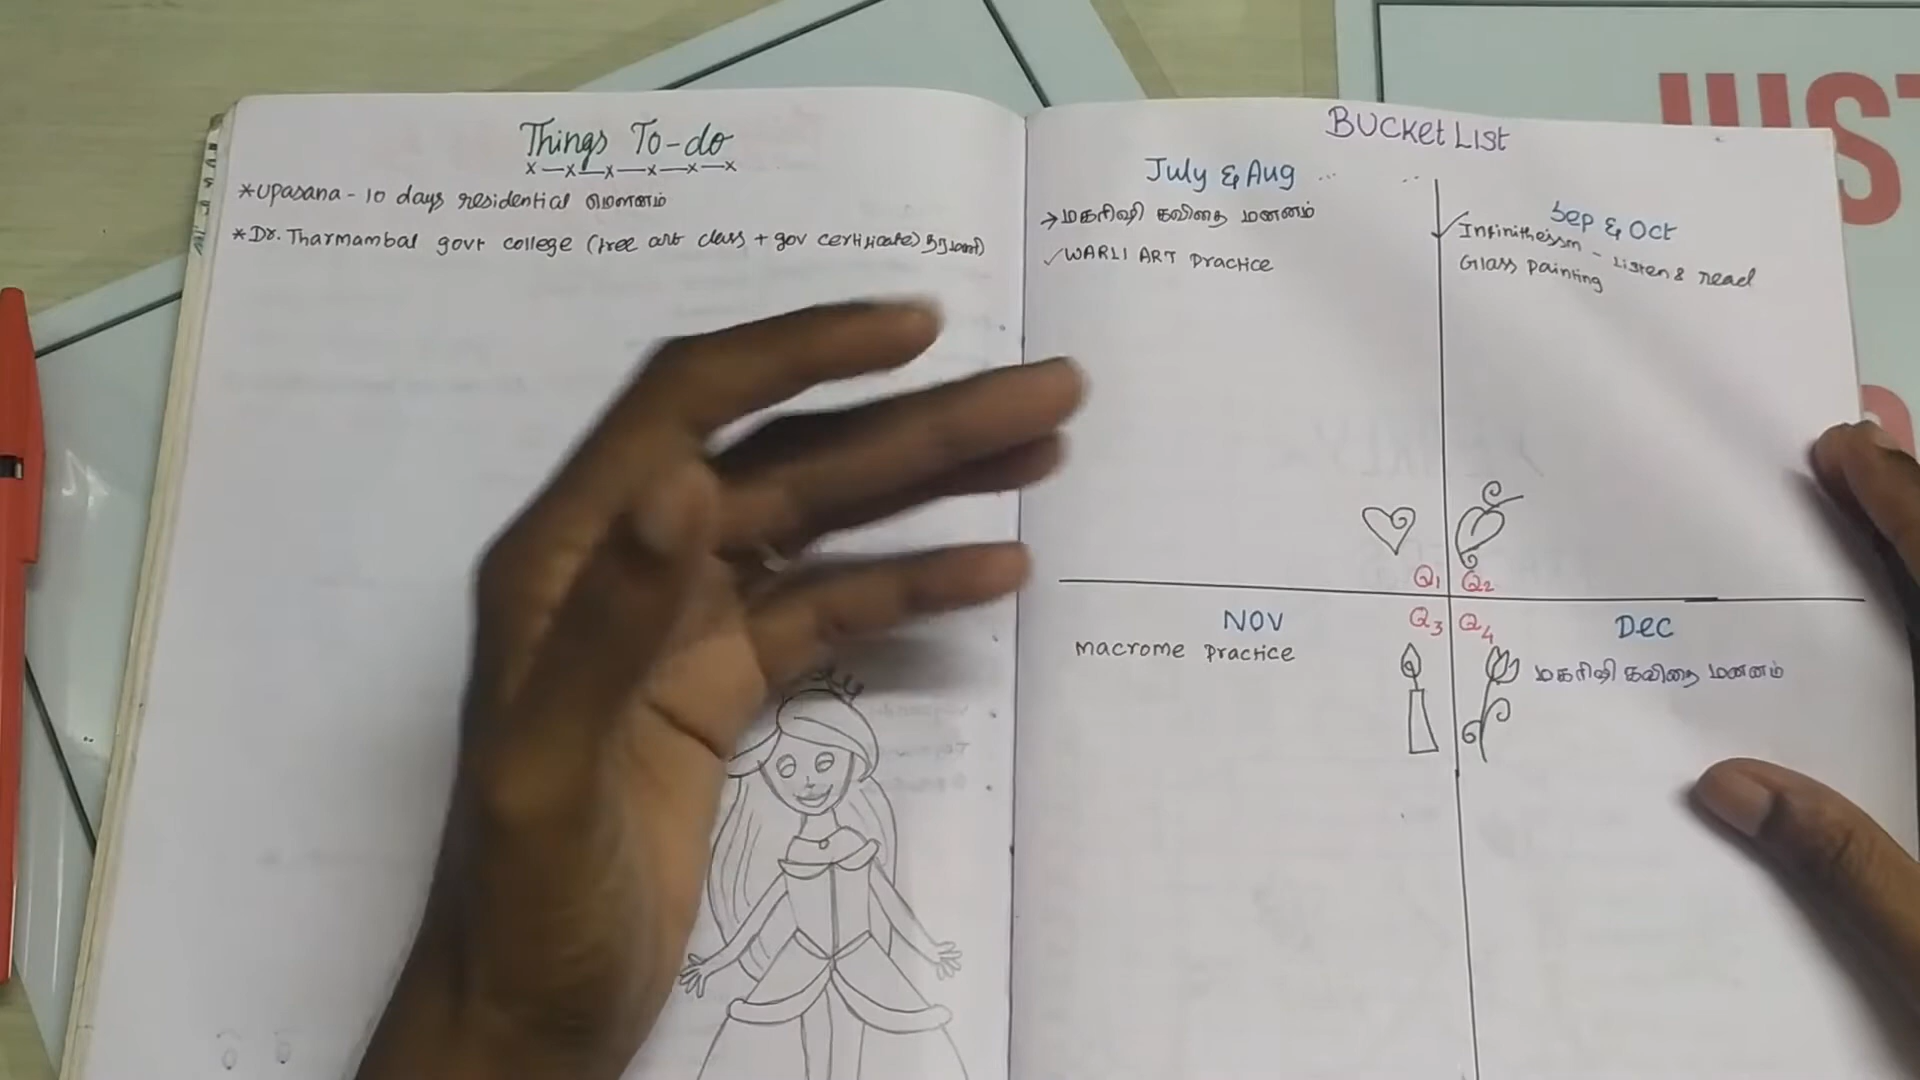 Things To-do
*Upasana - 10 days residential மௌனம்
*Dr. Tharmambal govt college (free art class + gov certificate)
BUCKET LIST
July & Aug
→மகரிஷி கவிதை மனனம்
✓WARLI ART Practice
Sep & Oct
✓Infinitheissm - Listen & read
Glass Painting
Q1
Q2
Q3
Q4
NOV
macrome practice
Dec
மகரிஷி கவிதை மனனம்
JUST